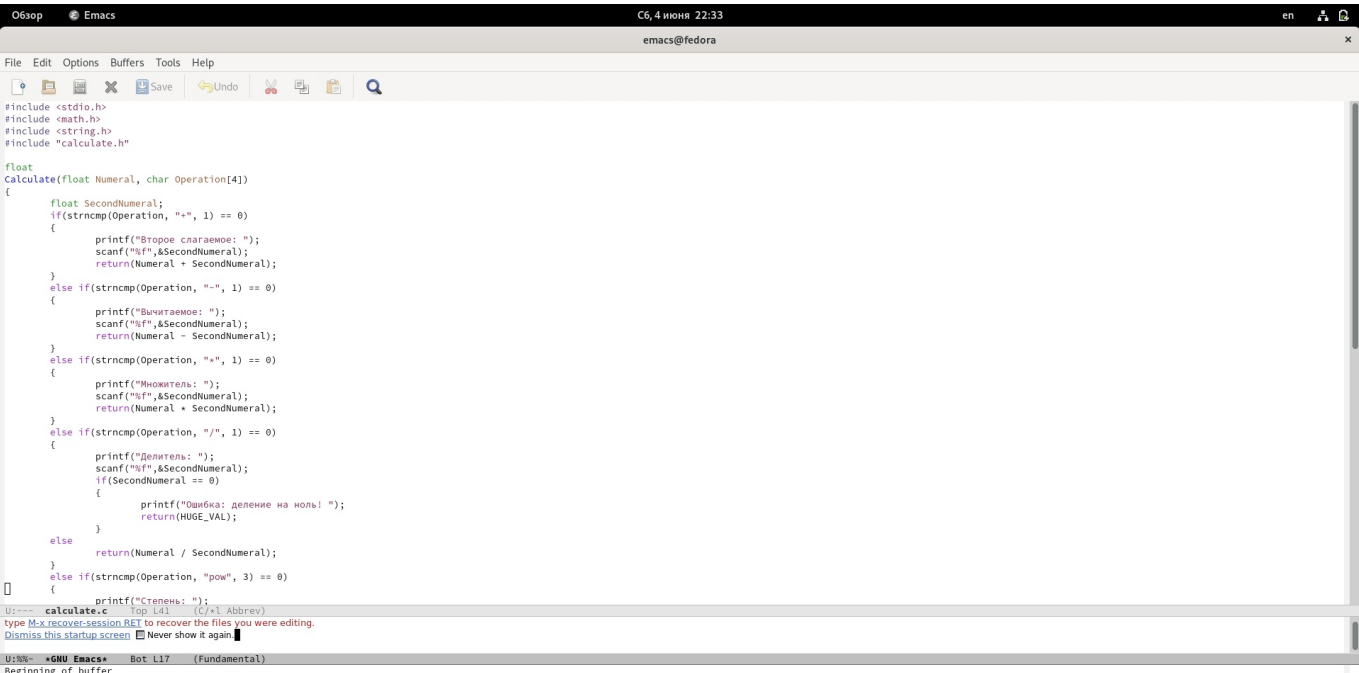 Обзор Emacs Сб, 4 июня 22:33 en
emacs@fedora ×
File Edit Options Buffers Tools Help
Save Undo
#include <stdio.h>
#include <math.h>
#include <string.h>
#include "calculate.h"
float
Calculate(float Numeral, char Operation[4])
{
float SecondNumeral;
if(strncmp(Operation, "+", 1) == 0)
{
printf("Второе слагаемое: ");
scanf("%f",&SecondNumeral);
return(Numeral + SecondNumeral);
}
else if(strncmp(Operation, "-", 1) == 0)
{
printf("Вычитаемое: ");
scanf("%f",&SecondNumeral);
return(Numeral - SecondNumeral);
}
else if(strncmp(Operation, "*", 1) == 0)
{
printf("Множитель: ");
scanf("%f",&SecondNumeral);
return(Numeral * SecondNumeral);
}
else if(strncmp(Operation, "/", 1) == 0)
{
printf("Делитель: ");
scanf("%f",&SecondNumeral);
if(SecondNumeral == 0)
{
printf("Ошибка: деление на ноль! ");
return(HUGE_VAL);
}
else
return(Numeral / SecondNumeral);
}
else if(strncmp(Operation, "pow", 3) == 0)
{
printf("Степень: ");
U:--- calculate.c Top L41 (C/*l Abbrev)
type M-x recover-session RET to recover the files you were editing.
Dismiss this startup screen Never show it again.
U:%%- *GNU Emacs* Bot L17 (Fundamental)
Beginning of buffer